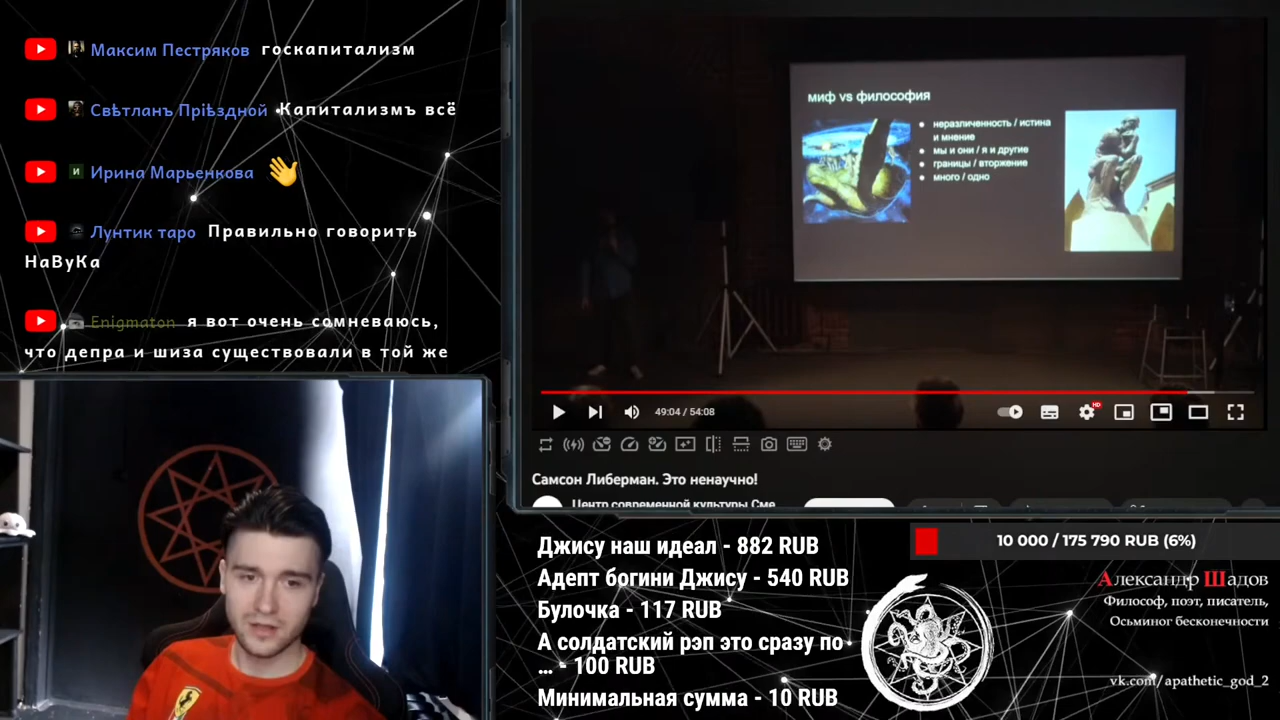 Максим Пестряков госкапитализм
Свѣтланъ Пріѣздной Капитализмъ всё
Ирина Марьенкова
Лунтик таро Правильно говорить
НаВуКа
Enigmaton я вот очень сомневаюсь,
что депра и шиза существовали в той же
миф vs философия
неразличенность / истина
и мнение
мы и они / я и другие
границы / вторжение
много / одно
49:04 / 54:08
HD
Самсон Либерман. Это ненаучно!
Центр современной культуры Сме
Джису наш идеал - 882 RUB
Адепт богини Джису - 540 RUB
Булочка - 117 RUB
А солдатский рэп это сразу по
... - 100 RUB
Минимальная сумма - 10 RUB
10 000 / 175 790 RUB (6%)
Александр Шадов
Философ, поэт, писатель,
Осьминог бесконечности
vk.com/apathetic_god_2